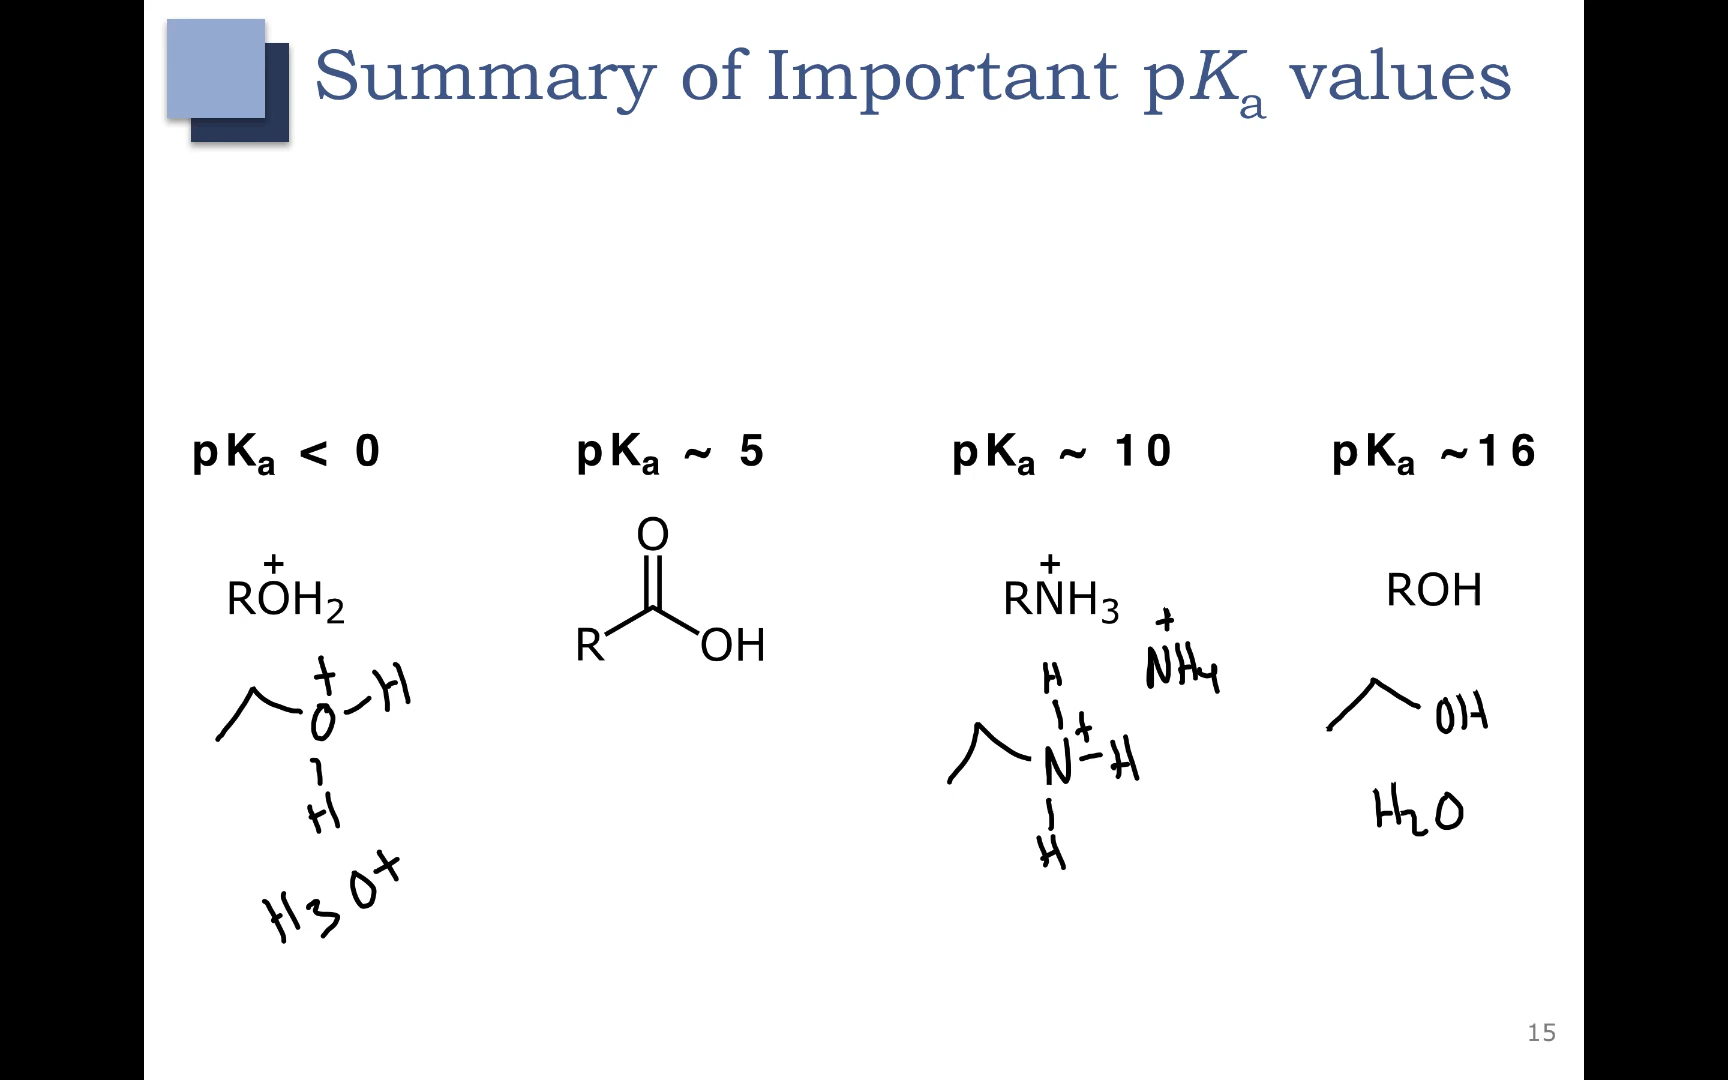 Summary of Important pKa values
pKa < 0
pKa ~ 5
pKa ~ 10
pKa ~16
+
ROH2
O
R
OH
+
RNH3
ROH
+
O
H
H
H3O+
+
NH4
H
+
N
H
H
OH
H2O
15